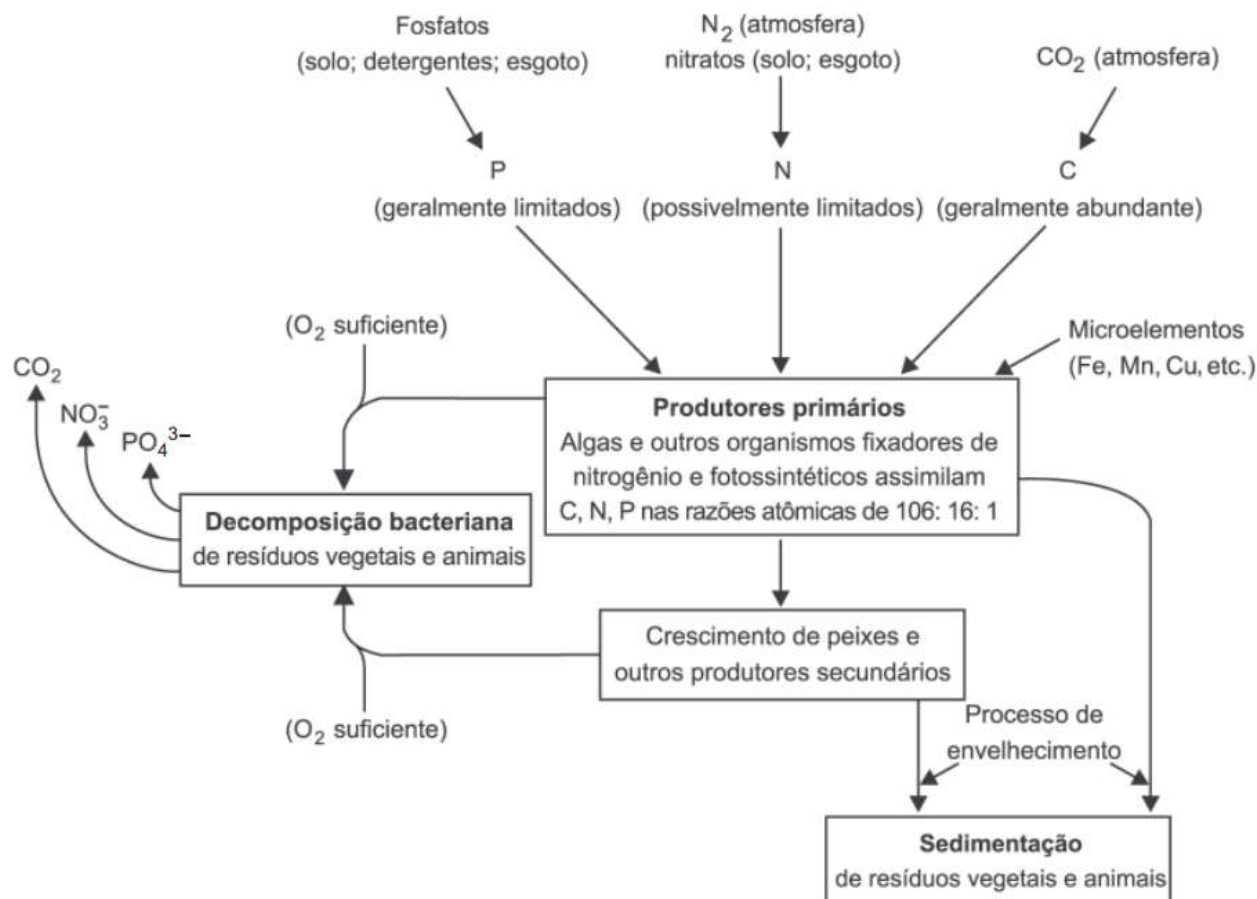 Fosfatos
(solo; detergentes; esgoto)
N₂ (atmosfera)
nitratos (solo; esgoto)
CO₂ (atmosfera)
P
(geralmente limitados)
N
(possivelmente limitados)
C
(geralmente abundante)
(O₂ suficiente)
Microelementos
(Fe, Mn, Cu, etc.)
CO₂
NO₃⁻
PO₄³⁻
Produtores primários
Algas e outros organismos fixadores de
nitrogênio e fotossintéticos assimilam
C, N, P nas razões atômicas de 106: 16: 1
Decomposição bacteriana
de resíduos vegetais e animais
Crescimento de peixes e
outros produtores secundários
(O₂ suficiente)
Processo de
envelhecimento
Sedimentação
de resíduos vegetais e animais